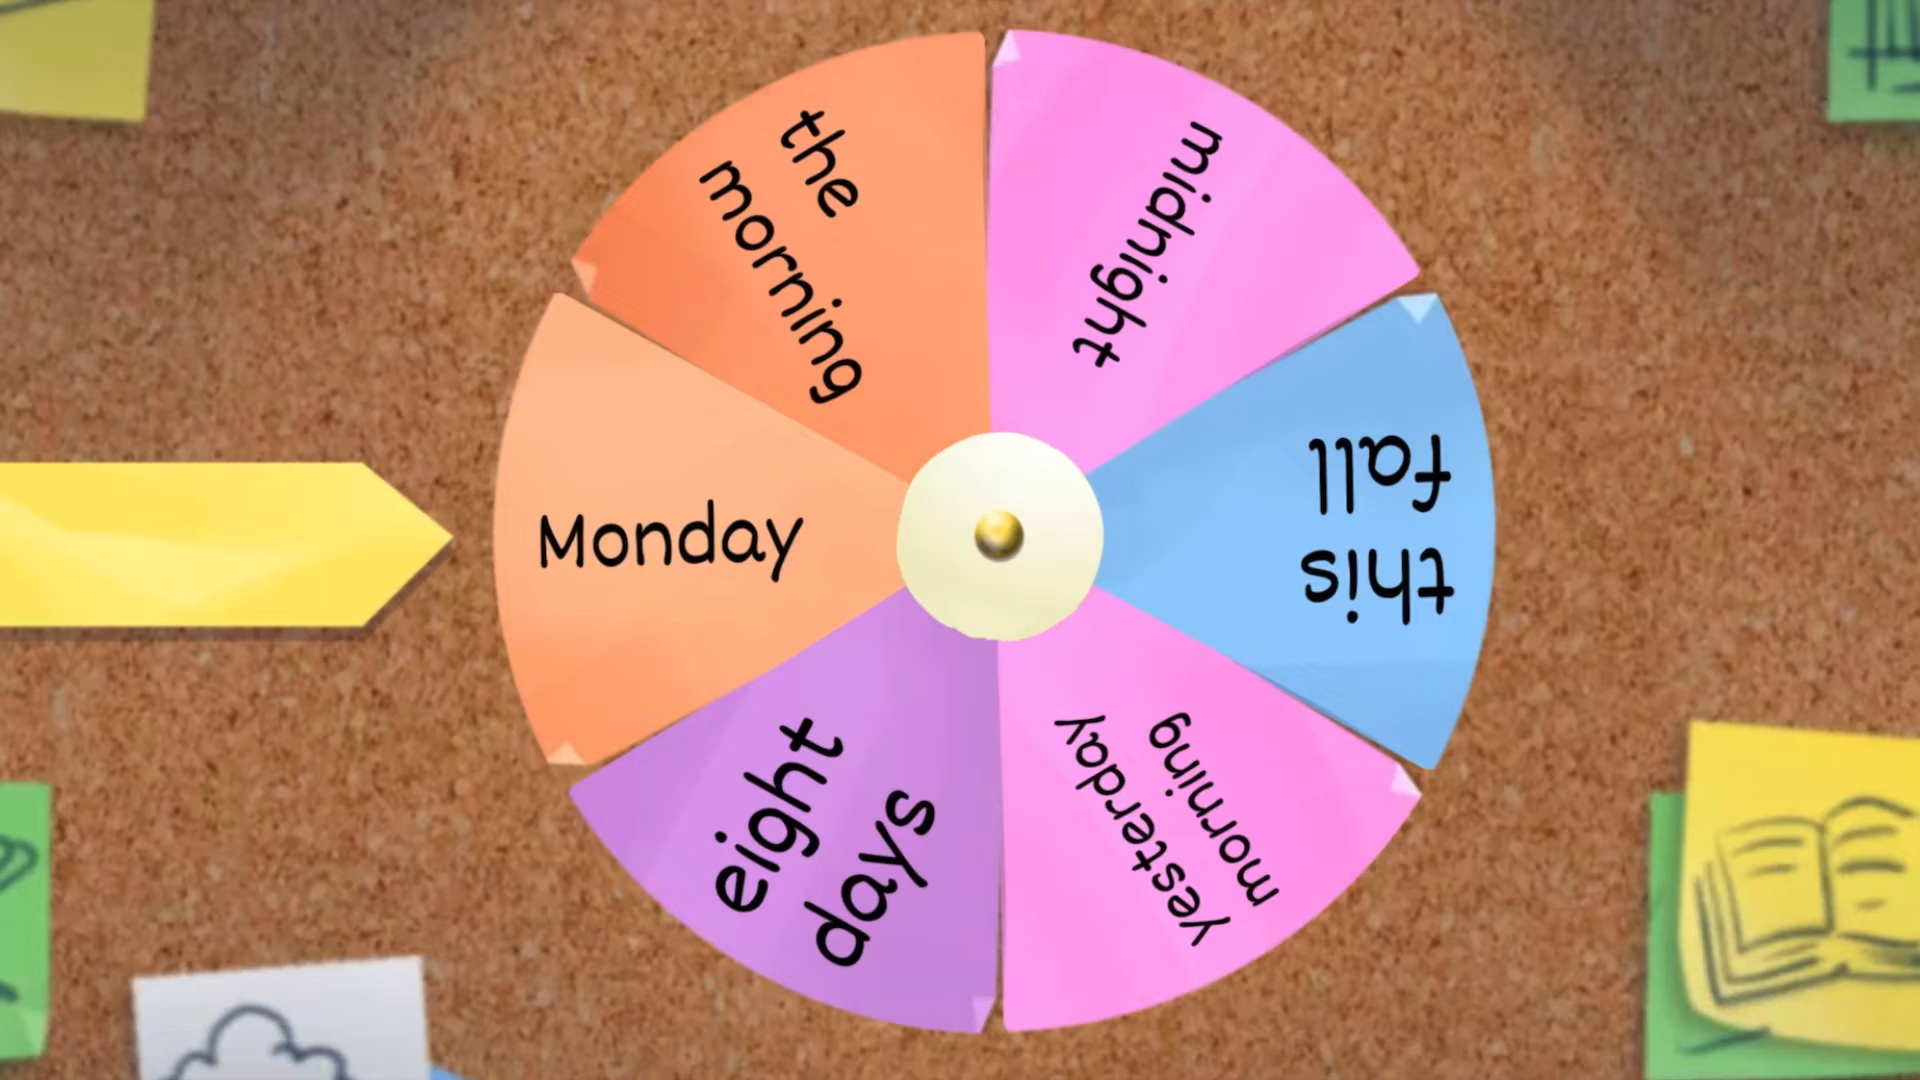 the
morning
midnight
this
fall
yesterday
morning
eight
days
Monday